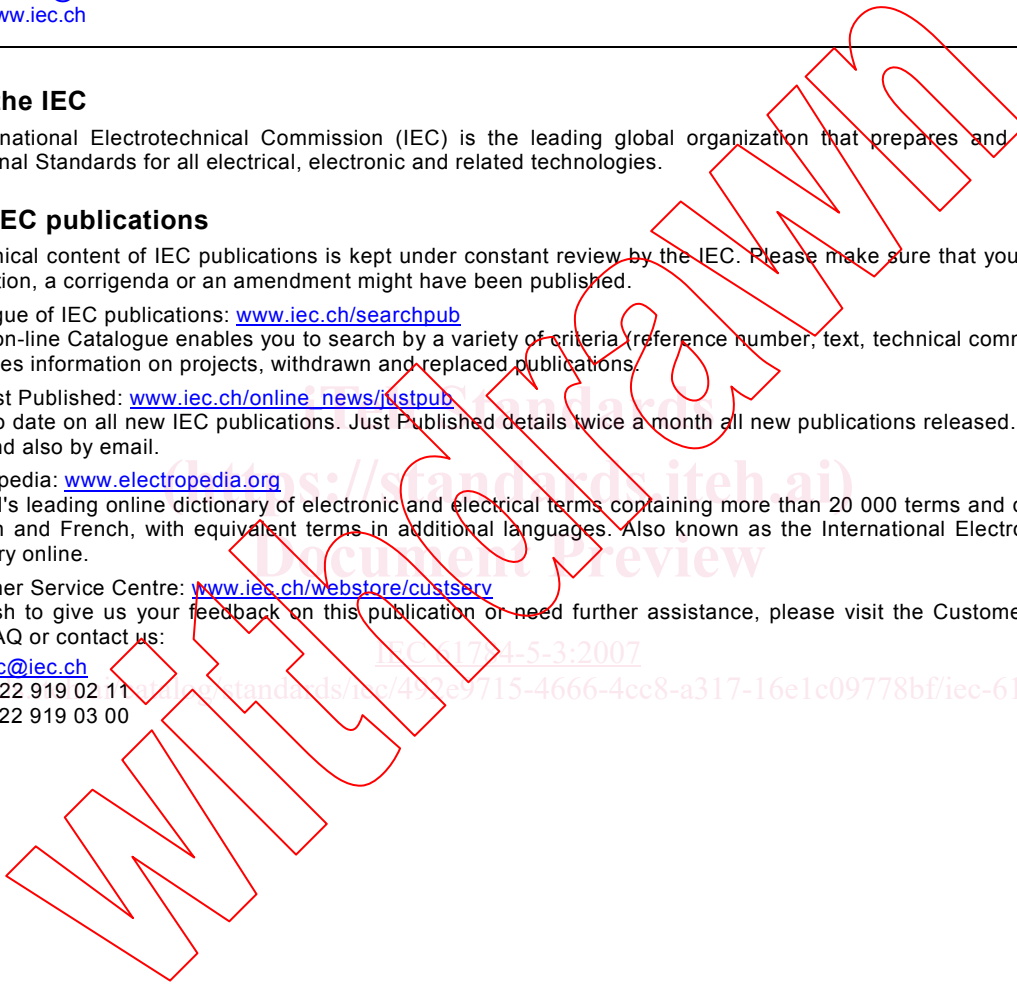 ww.iec.ch
the IEC
national Electrotechnical Commission (IEC) is the leading global organization that prepares and
nal Standards for all electrical, electronic and related technologies.
EC publications
nical content of IEC publications is kept under constant review by the IEC. Please make sure that you
tion, a corrigenda or an amendment might have been published.
gue of IEC publications: www.iec.ch/searchpub
on-line Catalogue enables you to search by a variety of criteria (reference number, text, technical comm
es information on projects, withdrawn and replaced publications.
iTeh Standards
st Published: www.iec.ch/online_news/justpub
o date on all new IEC publications. Just Published details twice a month all new publications released.
nd also by email.
(https://standards.iteh.ai)
pedia: www.electropedia.org
l's leading online dictionary of electronic and electrical terms containing more than 20 000 terms and d
n and French, with equivalent terms in additional languages. Also known as the International Electro
ry online.
Document Preview
mer Service Centre: www.iec.ch/webstore/custserv
sh to give us your feedback on this publication or need further assistance, please visit the Custome
AQ or contact us:
IEC 61784-5-3:2007
c@iec.ch
22 919 02 11
atalog/standards/iec/492e9715-4666-4cc8-a317-16e1c09778bf/iec-61
22 919 03 00
withdrawn